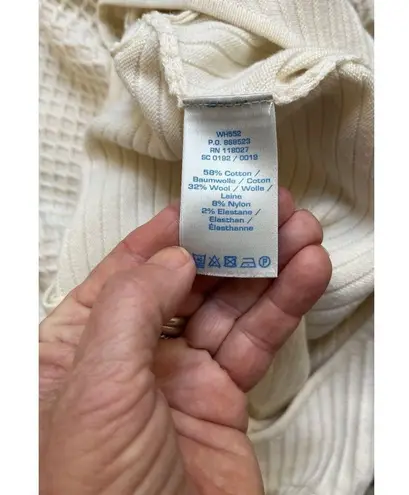 WH552
P.O. 868523
RN 118027
SC 0192 / 0019
58% Cotton /
Baumwolle / Coton
32% Wool / Wolle /
Laine
8% Nylon
2% Elastane /
Elasthan /
Élasthanne
P